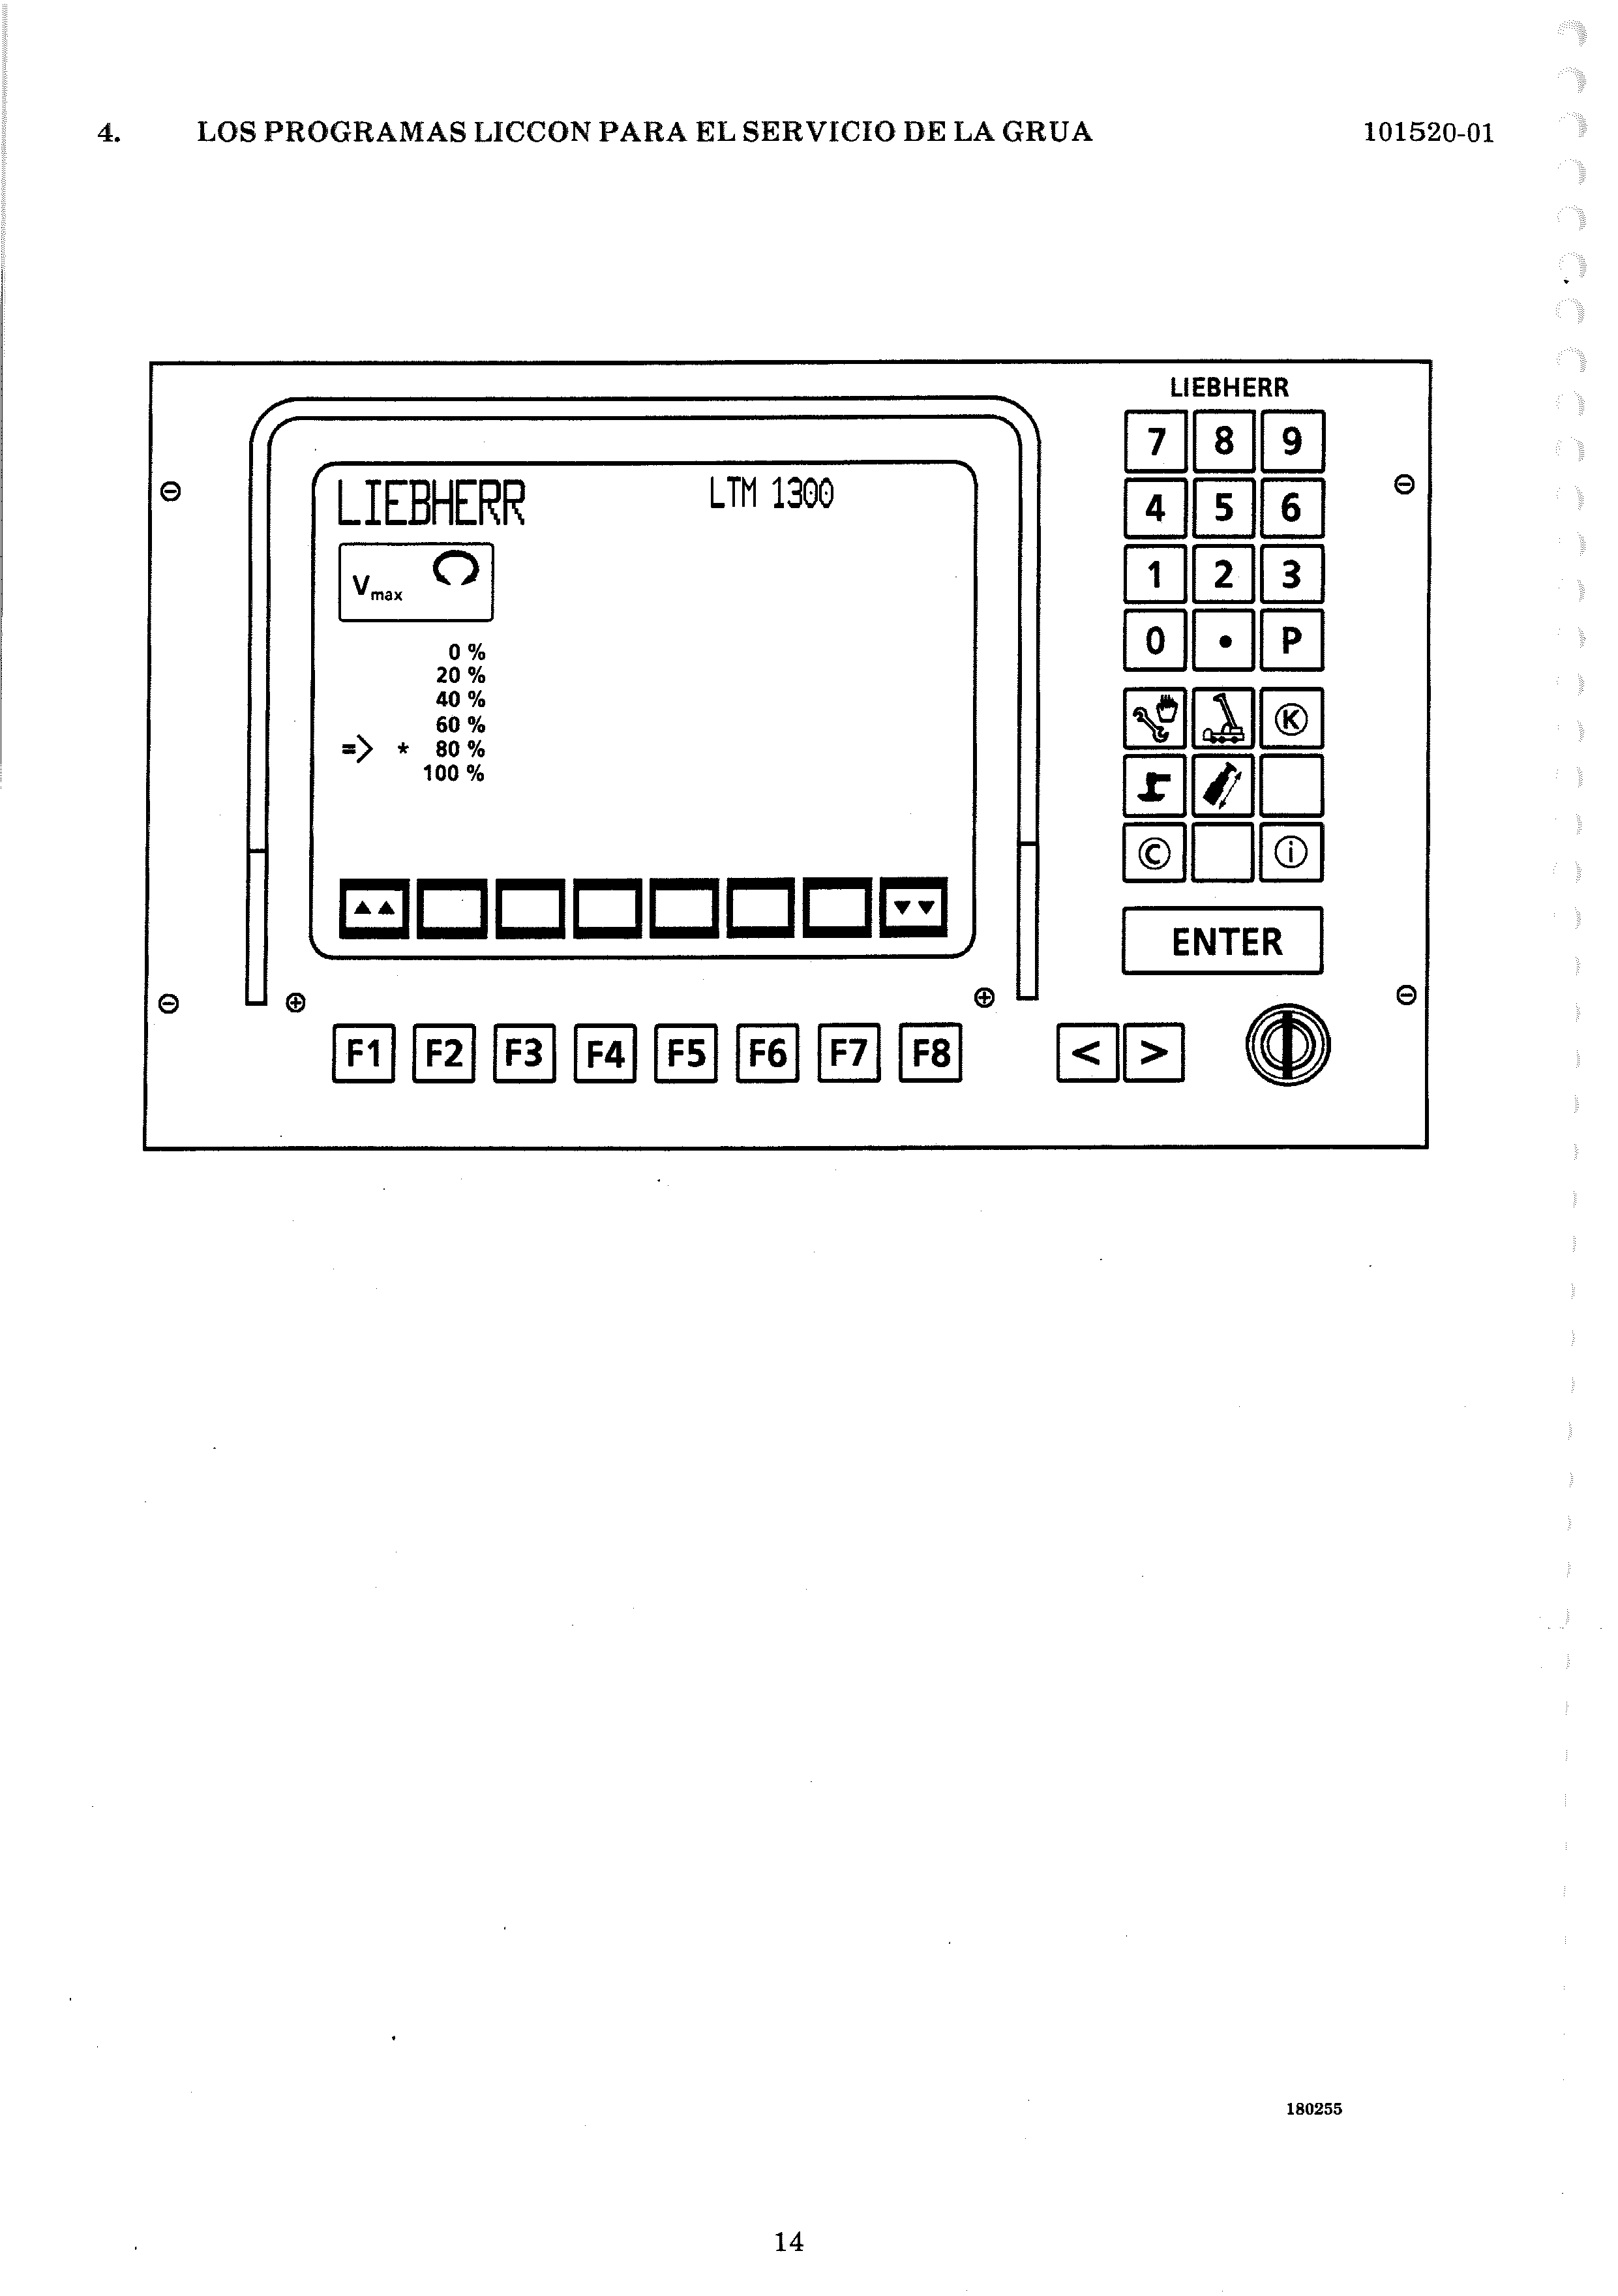 4. LOS PROGRAMAS LICCON PARA EL SERVICIO DE LA GRUA 101520-01
LIEBHERR
7 8 9
LIEBHERR LTM 1300
4 5 6
Vmax
1 2 3
0 • P
0 %
20 %
40 %
60 %
=> * 80 %
100 %
K
C i
ENTER
F1 F2 F3 F4 F5 F6 F7 F8 < >
180255
14